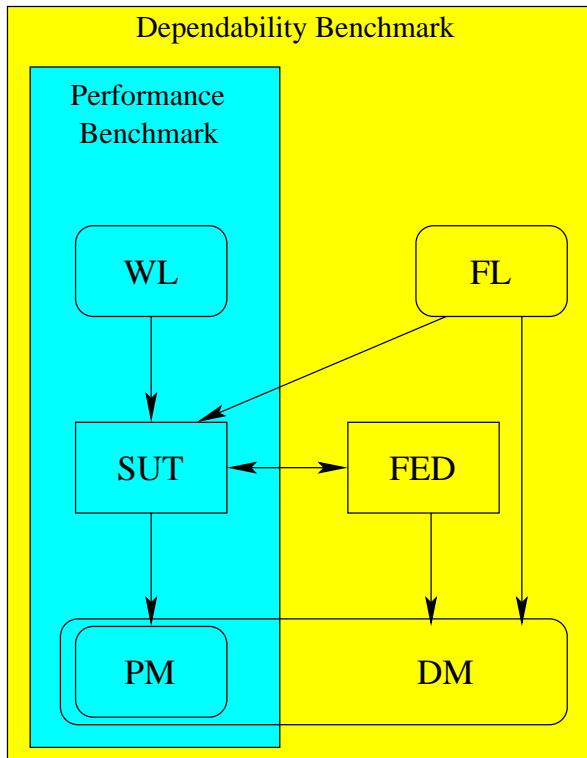 Dependability Benchmark
Performance
Benchmark
WL
FL
SUT
FED
PM
DM